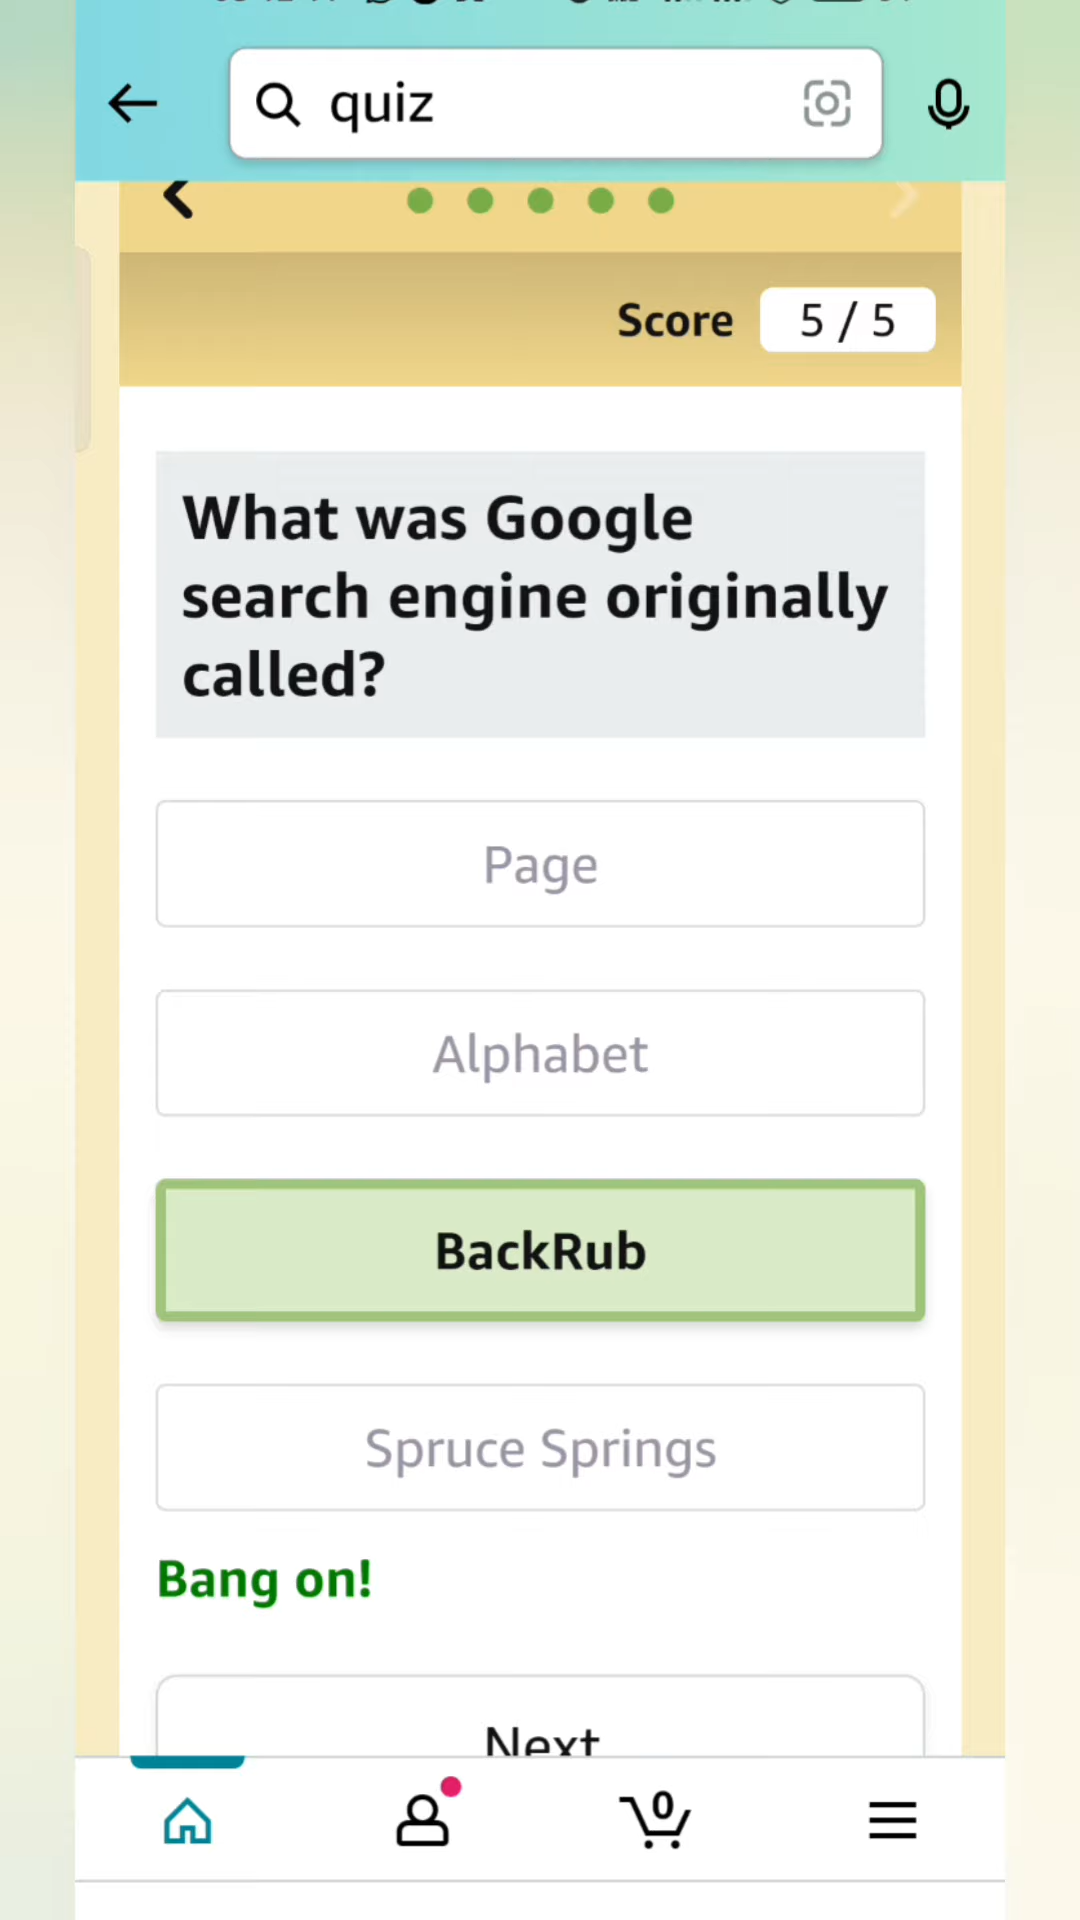 quiz
Score 5 / 5
What was Google
search engine originally
called?
Page
Alphabet
BackRub
Spruce Springs
Bang on!
Next
0